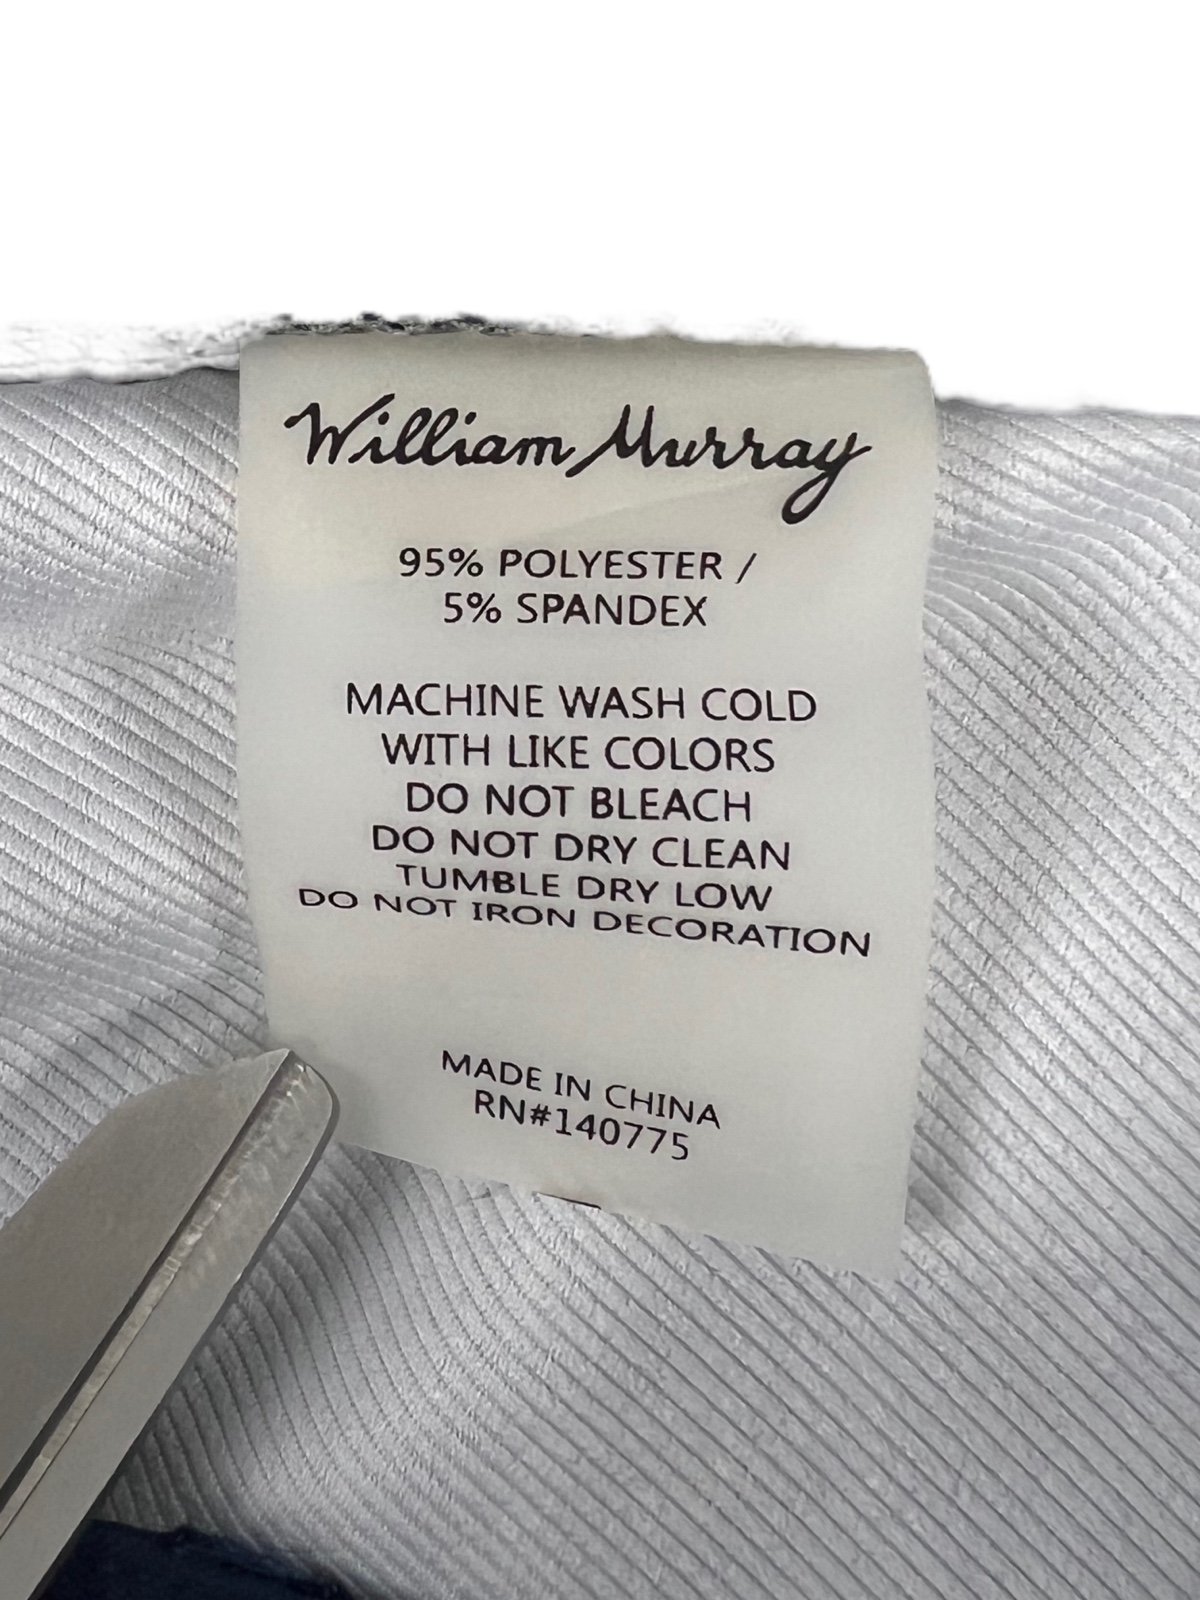 William Murray
95% POLYESTER /
5% SPANDEX
MACHINE WASH COLD
WITH LIKE COLORS
DO NOT BLEACH
DO NOT DRY CLEAN
TUMBLE DRY LOW
DO NOT IRON DECORATION
MADE IN CHINA
RN#140775